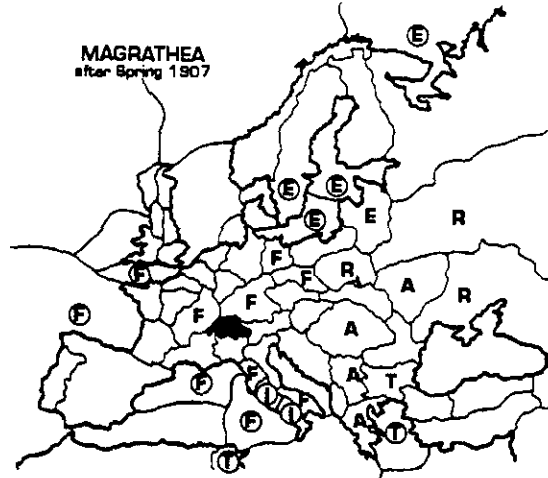 E
MAGRATHEA
after Spring 1907
E E
E E R
F
F F R A
F F R
F
A
F A T
F I F
F I A T
T